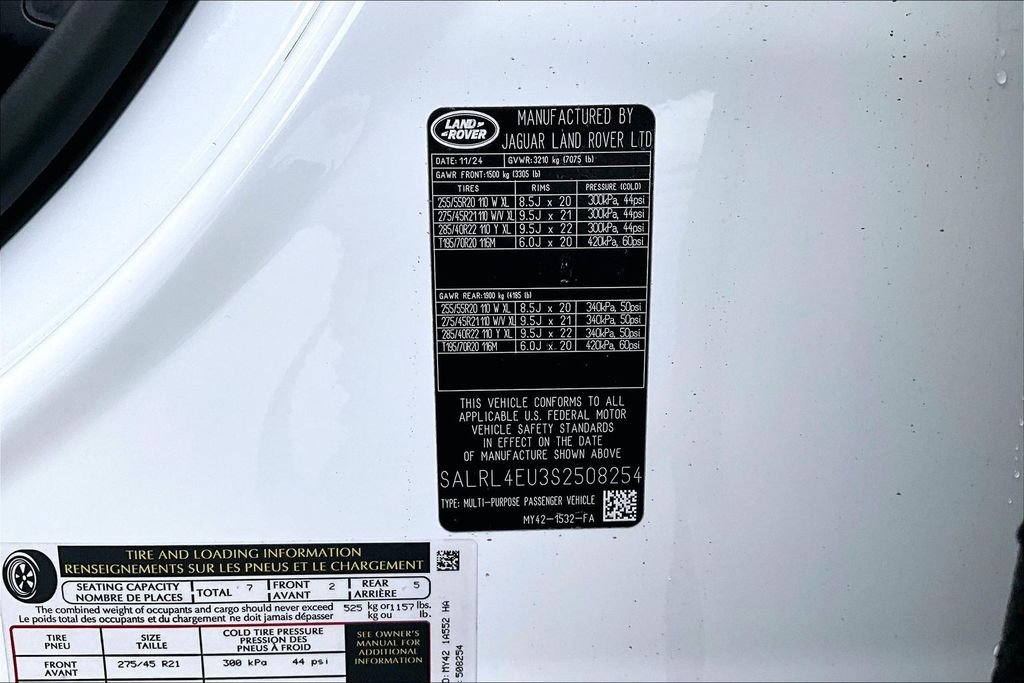 LAND ROVER
MANUFACTURED BY
JAGUAR LAND ROVER LTD
DATE: 11/24 GVWR: 3210 kg (7075 lb)
GAWR FRONT: 1500 kg (3305 lb)
TIRES RIMS PRESSURE (COLD)
255/55R20 110 W XL 8.5J x 20 300kPa, 44psi
275/45R21 110 W/V XL 9.5J x 21 300kPa, 44psi
285/40R22 110 Y XL 9.5J x 22 300kPa, 44psi
T195/70R20 116M 6.0J x 20 420kPa, 60psi
GAWR REAR: 1900 kg (4185 lb)
255/55R20 110 W XL 8.5J x 20 340kPa, 50psi
275/45R21 110 W/V XL 9.5J x 21 340kPa, 50psi
285/40R22 110 Y XL 9.5J x 22 340kPa, 50psi
T195/70R20 116M 6.0J x 20 420kPa, 60psi
THIS VEHICLE CONFORMS TO ALL
APPLICABLE U.S. FEDERAL MOTOR
VEHICLE SAFETY STANDARDS
IN EFFECT ON THE DATE
OF MANUFACTURE SHOWN ABOVE
SALRL4EU3S2508254
TYPE: MULTI-PURPOSE PASSENGER VEHICLE
MY42-1532-FA
TIRE AND LOADING INFORMATION
RENSEIGNEMENTS SUR LES PNEUS ET LE CHARGEMENT
SEATING CAPACITY TOTAL 7 FRONT 2 REAR 5
NOMBRE DE PLACES AVANT ARRIÈRE
The combined weight of occupants and cargo should never exceed 525 kg or 1157 lbs.
Le poids total des occupants et du chargement ne doit jamais dépasser kg ou lb.
TIRE
PNEU
SIZE
TAILLE
COLD TIRE PRESSURE
PRESSION DES
PNEUS À FROID
SEE OWNER'S
MANUAL FOR
ADDITIONAL
INFORMATION
FRONT
AVANT
275/45 R21
300 kPa 44 psi
MY42 1A552 HA
508254